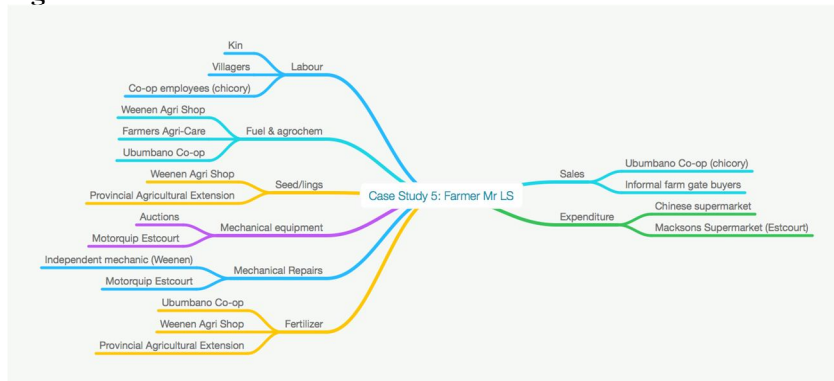 Kin
Villagers
Co-op employees (chicory)
Labour
Weenen Agri Shop
Farmers Agri-Care
Ubumbano Co-op
Fuel & agrochem
Weenen Agri Shop
Provincial Agricultural Extension
Seed/lings
Auctions
Motorquip Estcourt
Mechanical equipment
Independent mechanic (Weenen)
Motorquip Estcourt
Mechanical Repairs
Ubumbano Co-op
Weenen Agri Shop
Provincial Agricultural Extension
Fertilizer
Case Study 5: Farmer Mr LS
Sales
Ubumbano Co-op (chicory)
Informal farm gate buyers
Expenditure
Chinese supermarket
Macksons Supermarket (Estcourt)